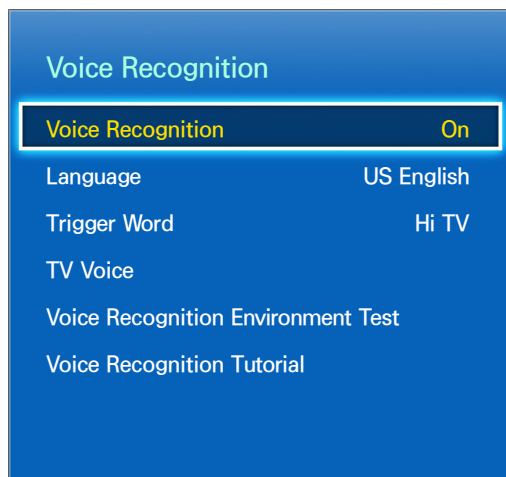 Voice Recognition
Voice Recognition On
Language US English
Trigger Word Hi TV
TV Voice
Voice Recognition Environment Test
Voice Recognition Tutorial